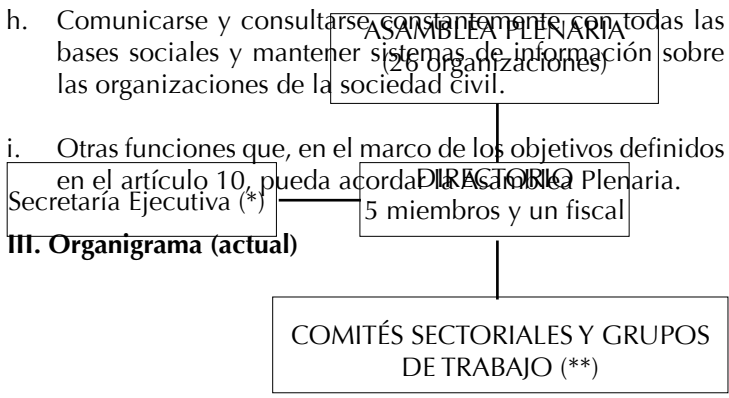 h. Comunicarse y consultarse constantemente con todas las
bases sociales y mantener sistemas de información sobre
las organizaciones de la sociedad civil.
i. Otras funciones que, en el marco de los objetivos definidos
en el artículo 10, pueda acordar la Asamblea Plenaria.
III. Organigrama (actual)
ASAMBLEA PLENARIA
(26 organizaciones)
Secretaría Ejecutiva (*)
DIRECTORIO
5 miembros y un fiscal
COMITÉS SECTORIALES Y GRUPOS
DE TRABAJO (**)